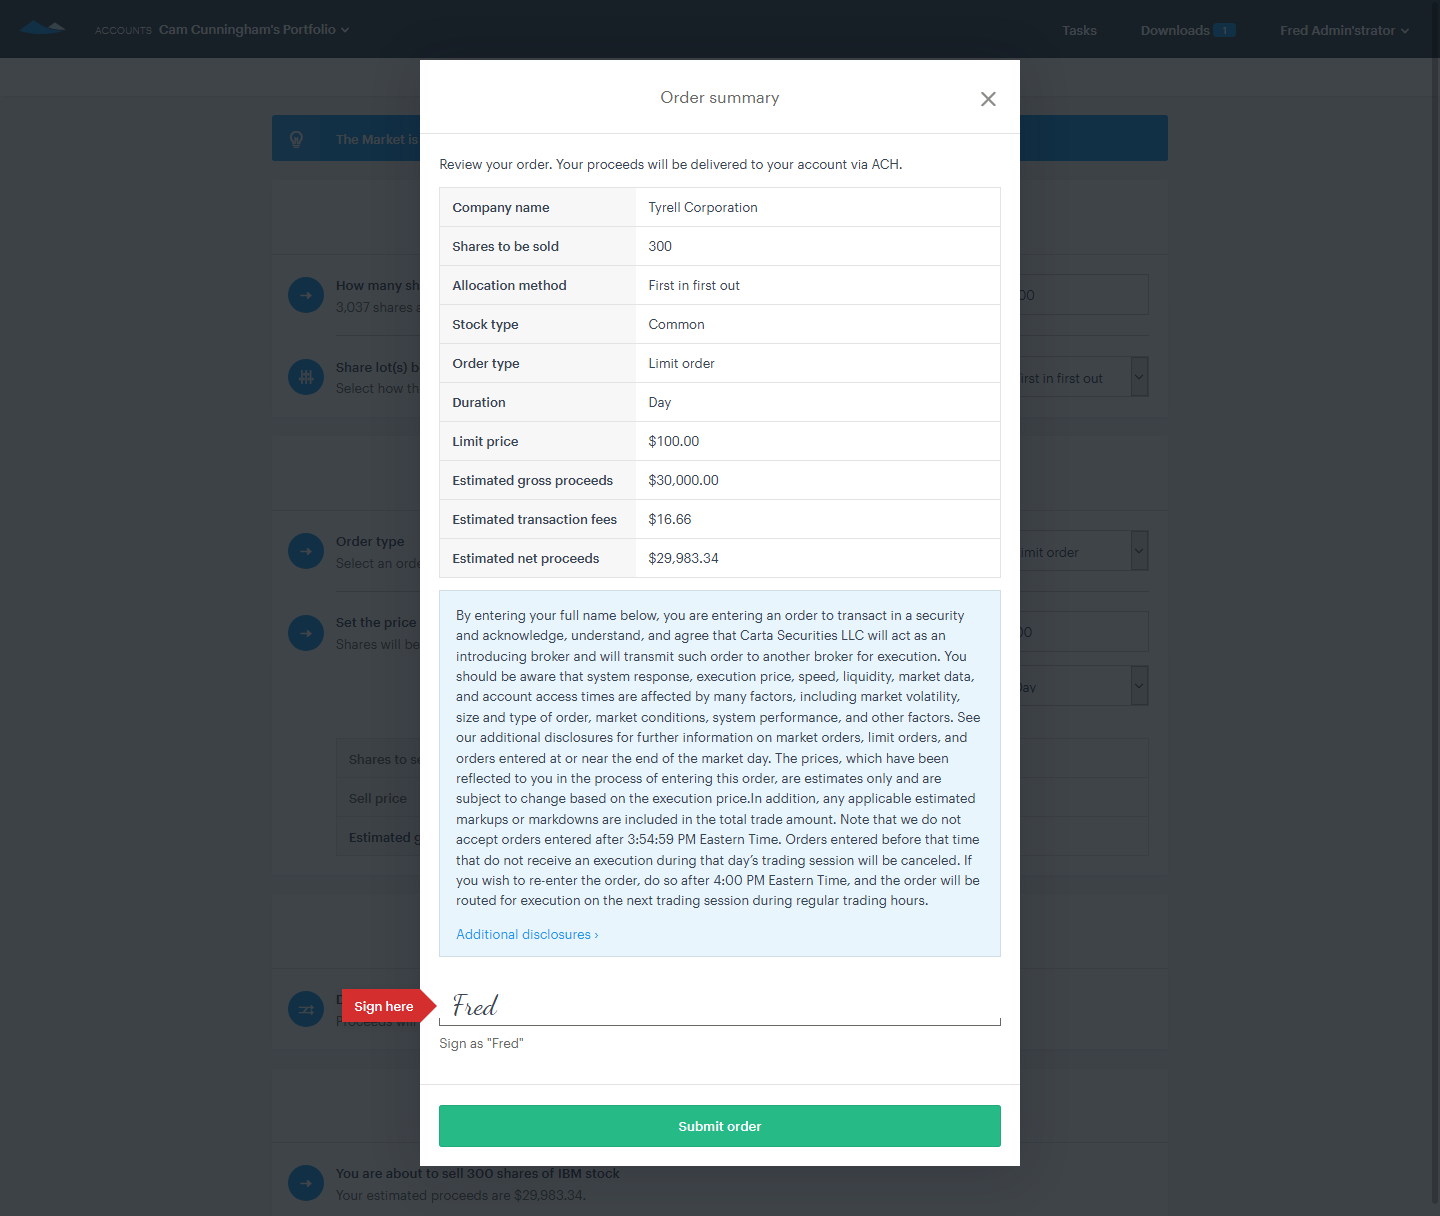 ACCOUNTS Cam Cunningham's Portfolio
Tasks
Downloads 1
Fred Admin'strator
Order summary
The Market is
Review your order. Your proceeds will be delivered to your account via ACH.
Company name Tyrell Corporation
Shares to be sold 300
Allocation method First in first out
Stock type Common
Order type Limit order
Duration Day
Limit price $100.00
Estimated gross proceeds $30,000.00
Estimated transaction fees $16.66
Estimated net proceeds $29,983.34
By entering your full name below, you are entering an order to transact in a security
and acknowledge, understand, and agree that Carta Securities LLC will act as an
introducing broker and will transmit such order to another broker for execution. You
should be aware that system response, execution price, speed, liquidity, market data,
and account access times are affected by many factors, including market volatility,
size and type of order, market conditions, system performance, and other factors. See
our additional disclosures for further information on market orders, limit orders, and
orders entered at or near the end of the market day. The prices, which have been
reflected to you in the process of entering this order, are estimates only and are
subject to change based on the execution price.In addition, any applicable estimated
markups or markdowns are included in the total trade amount. Note that we do not
accept orders entered after 3:54:59 PM Eastern Time. Orders entered before that time
that do not receive an execution during that day’s trading session will be canceled. If
you wish to re-enter the order, do so after 4:00 PM Eastern Time, and the order will be
routed for execution on the next trading session during regular trading hours.
Additional disclosures ›
Sign here
Fred
Sign as "Fred"
Submit order
How many sh
3,037 shares
Share lot(s) b
Select how th
irst in first out
Order type
Select an orde
imit order
Set the price
Shares will be
ay
Shares to se
Sell price
Estimated g
Proceeds will
You are about to sell 300 shares of IBM stock
Your estimated proceeds are $29,983.34.